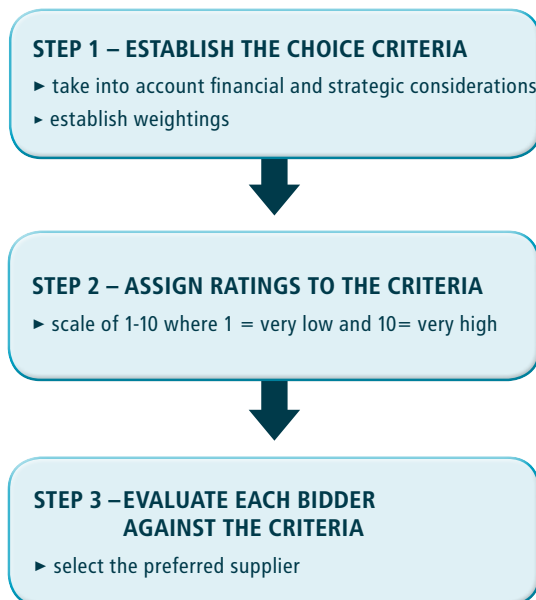 STEP 1 – ESTABLISH THE CHOICE CRITERIA
► take into account financial and strategic considerations
► establish weightings
STEP 2 – ASSIGN RATINGS TO THE CRITERIA
► scale of 1-10 where 1 = very low and 10= very high
STEP 3 –EVALUATE EACH BIDDER
AGAINST THE CRITERIA
► select the preferred supplier